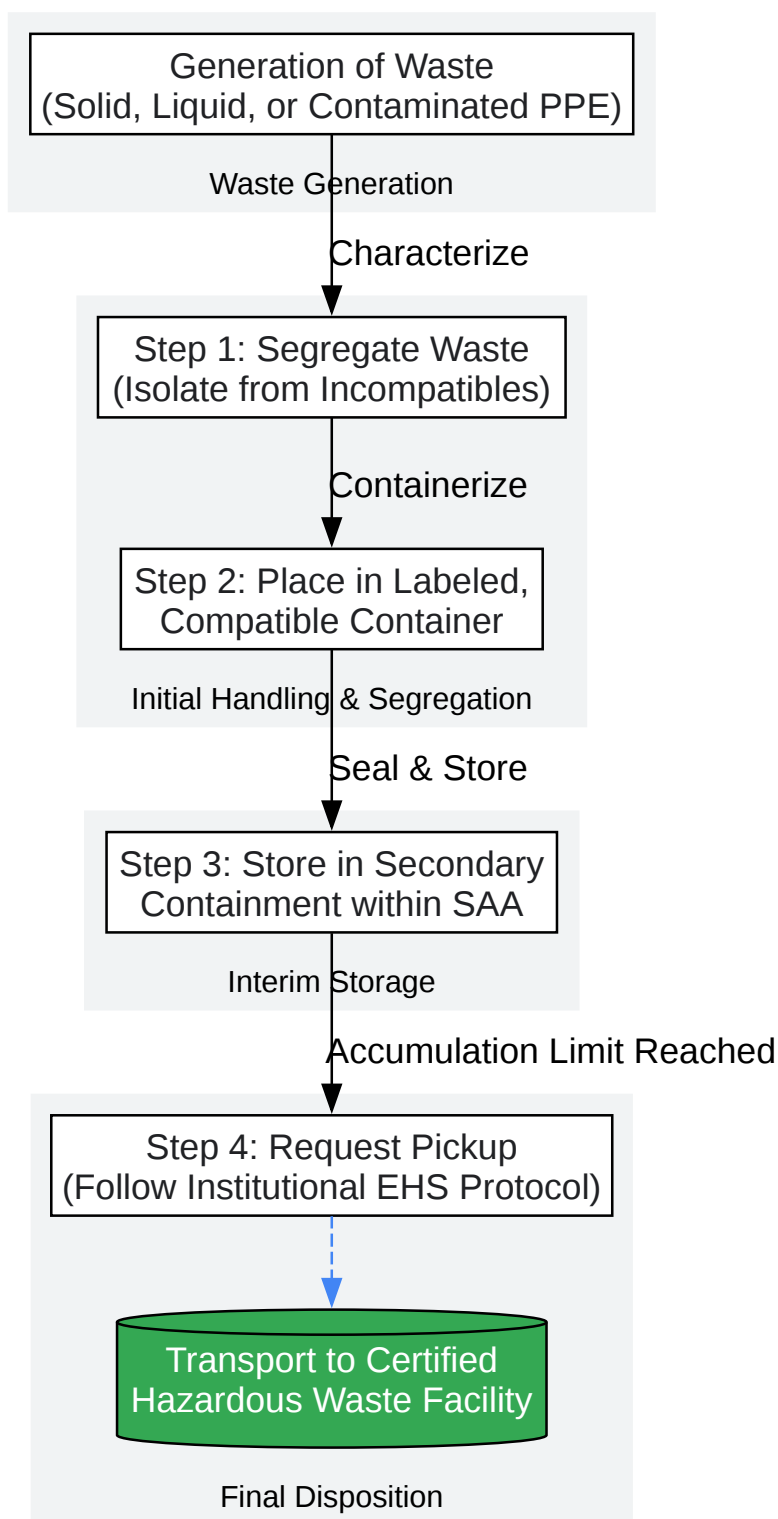 Generation of Waste
(Solid, Liquid, or Contaminated PPE)
Waste Generation
Characterize
Step 1: Segregate Waste
(Isolate from Incompatibles)
Containerize
Step 2: Place in Labeled,
Compatible Container
Initial Handling & Segregation
Seal & Store
Step 3: Store in Secondary
Containment within SAA
Interim Storage
Accumulation Limit Reached
Step 4: Request Pickup
(Follow Institutional EHS Protocol)
Transport to Certified
Hazardous Waste Facility
Final Disposition